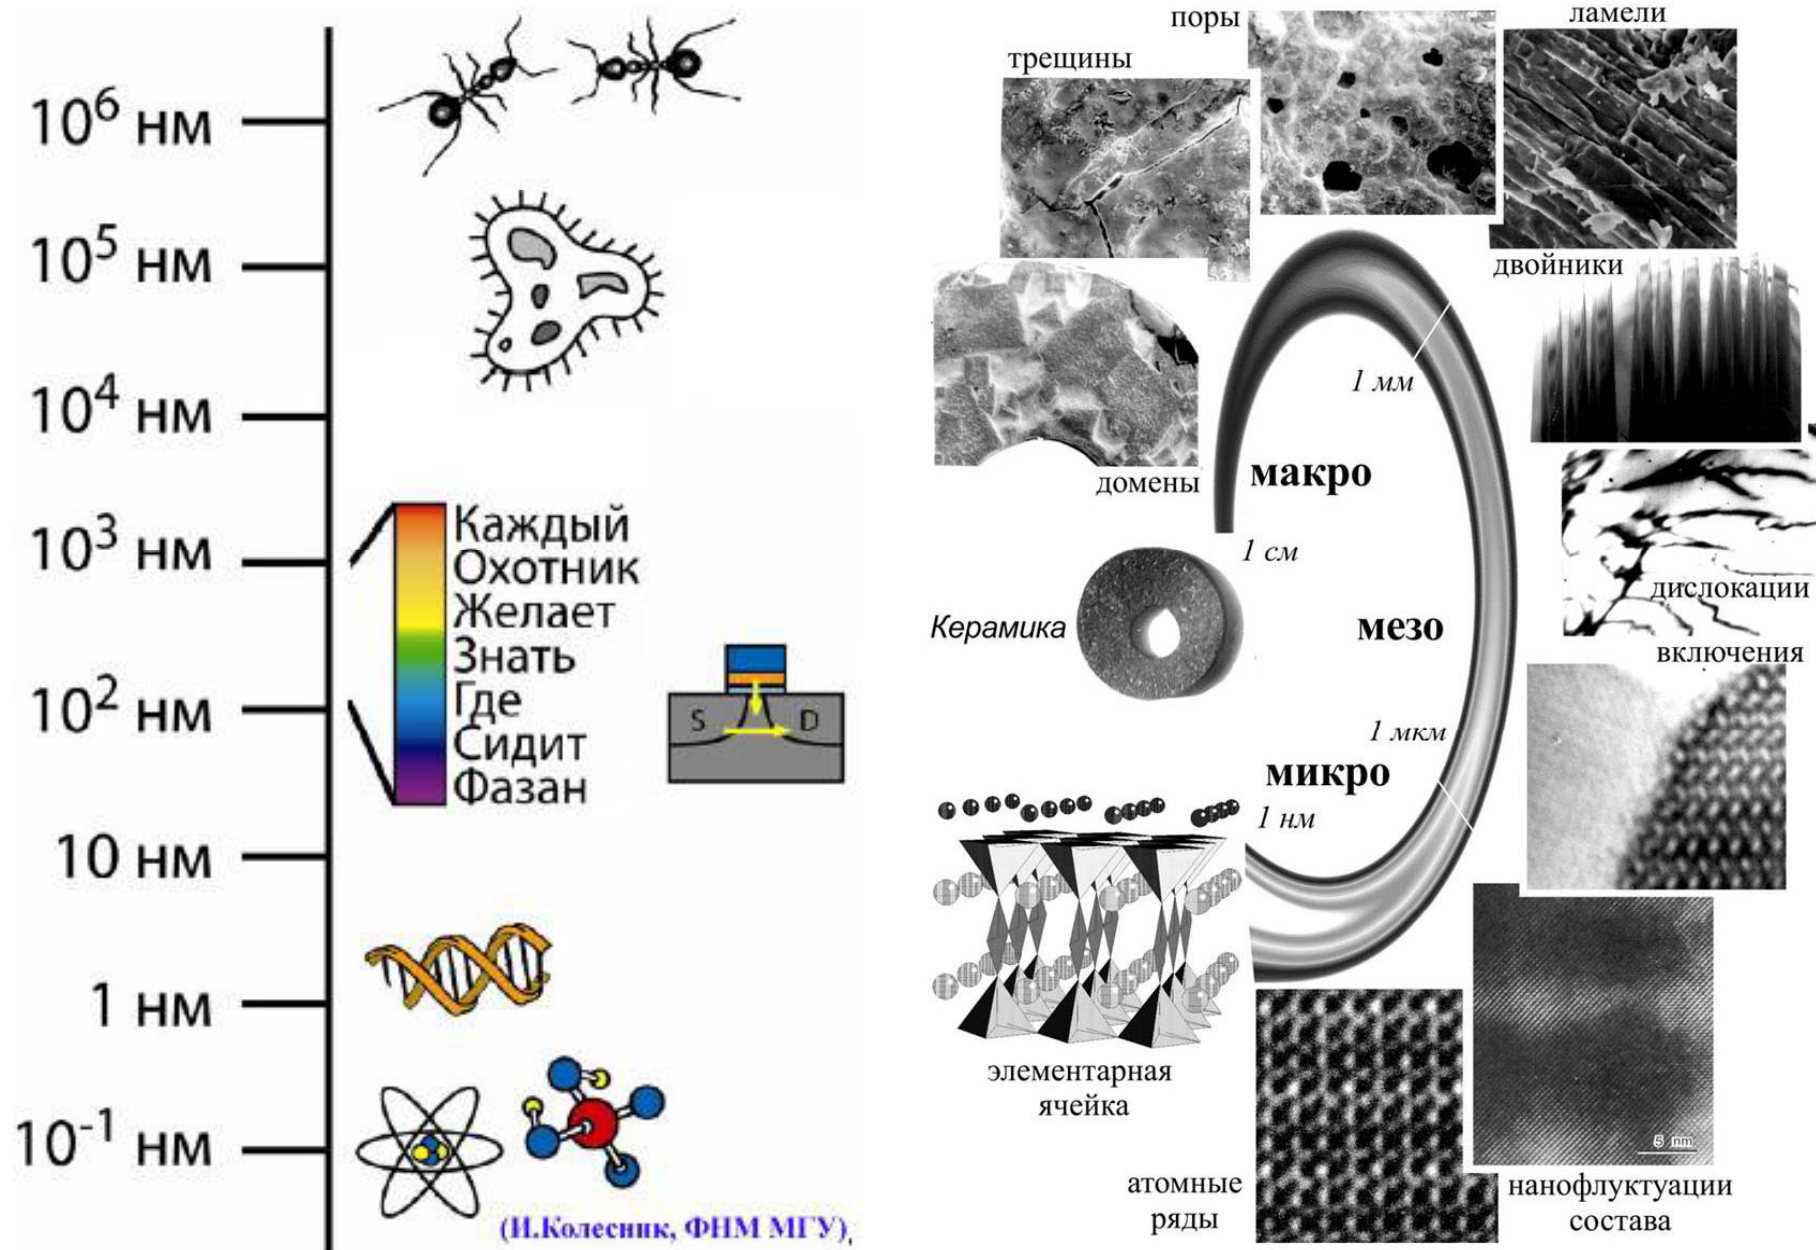 10⁶ нм
10⁵ нм
10⁴ нм
10³ нм
10² нм
10 нм
1 нм
10⁻¹ нм
Каждый
Охотник
Желает
Знать
Где
Сидит
Фазан
S D
(И.Колесник, ФНМ МГУ),
поры
ламели
трещины
двойники
1 мм
домены
макро
1 см
дислокации
Керамика
мезо
включения
1 мкм
микро
1 нм
элементарная
ячейка
5 nm
атомные
ряды
нанофлуктуации
состава